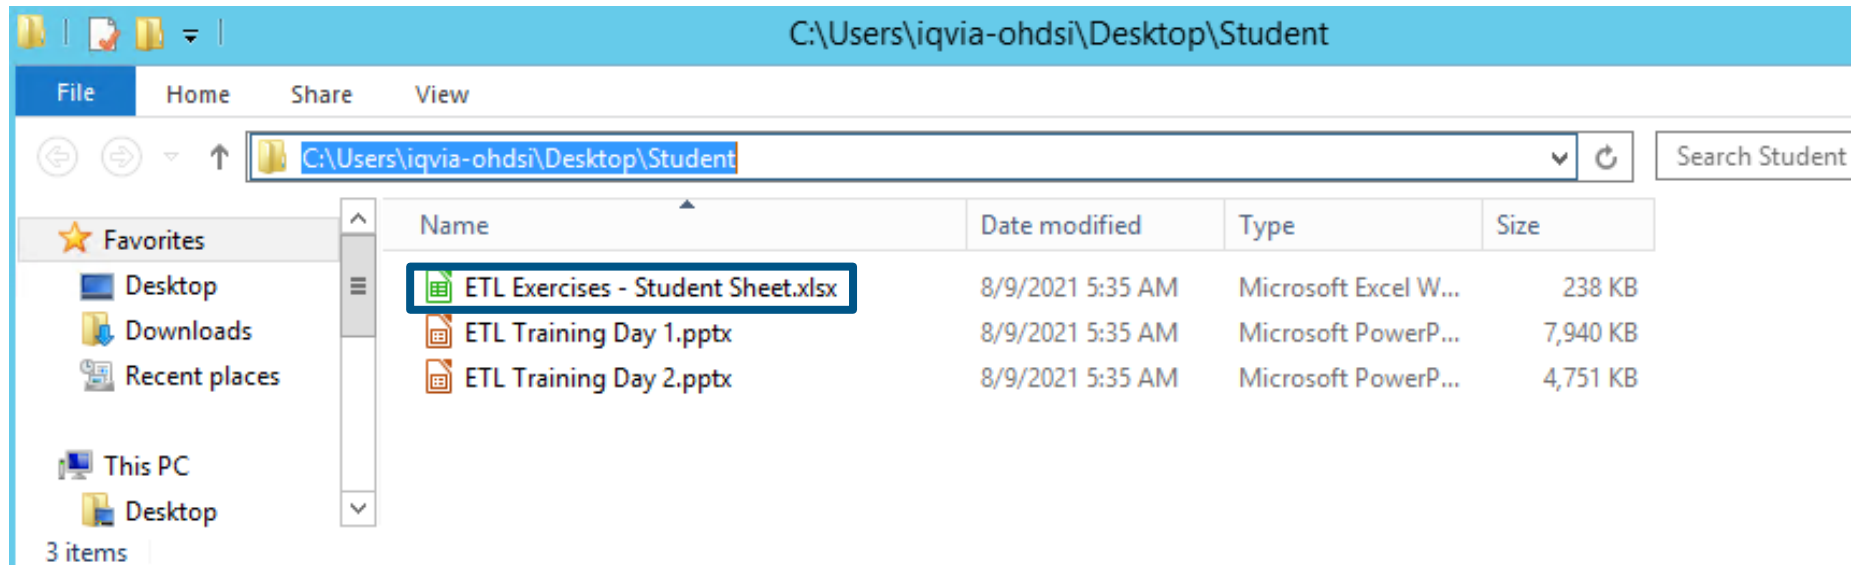 C:\Users\iqvia-ohdsi\Desktop\Student
File Home Share View
C:\Users\iqvia-ohdsi\Desktop\Student Search Student
Favorites
Desktop
Downloads
Recent places
This PC
Desktop
Name Date modified Type Size
ETL Exercises - Student Sheet.xlsx 8/9/2021 5:35 AM Microsoft Excel W... 238 KB
ETL Training Day 1.pptx 8/9/2021 5:35 AM Microsoft PowerP... 7,940 KB
ETL Training Day 2.pptx 8/9/2021 5:35 AM Microsoft PowerP... 4,751 KB
3 items